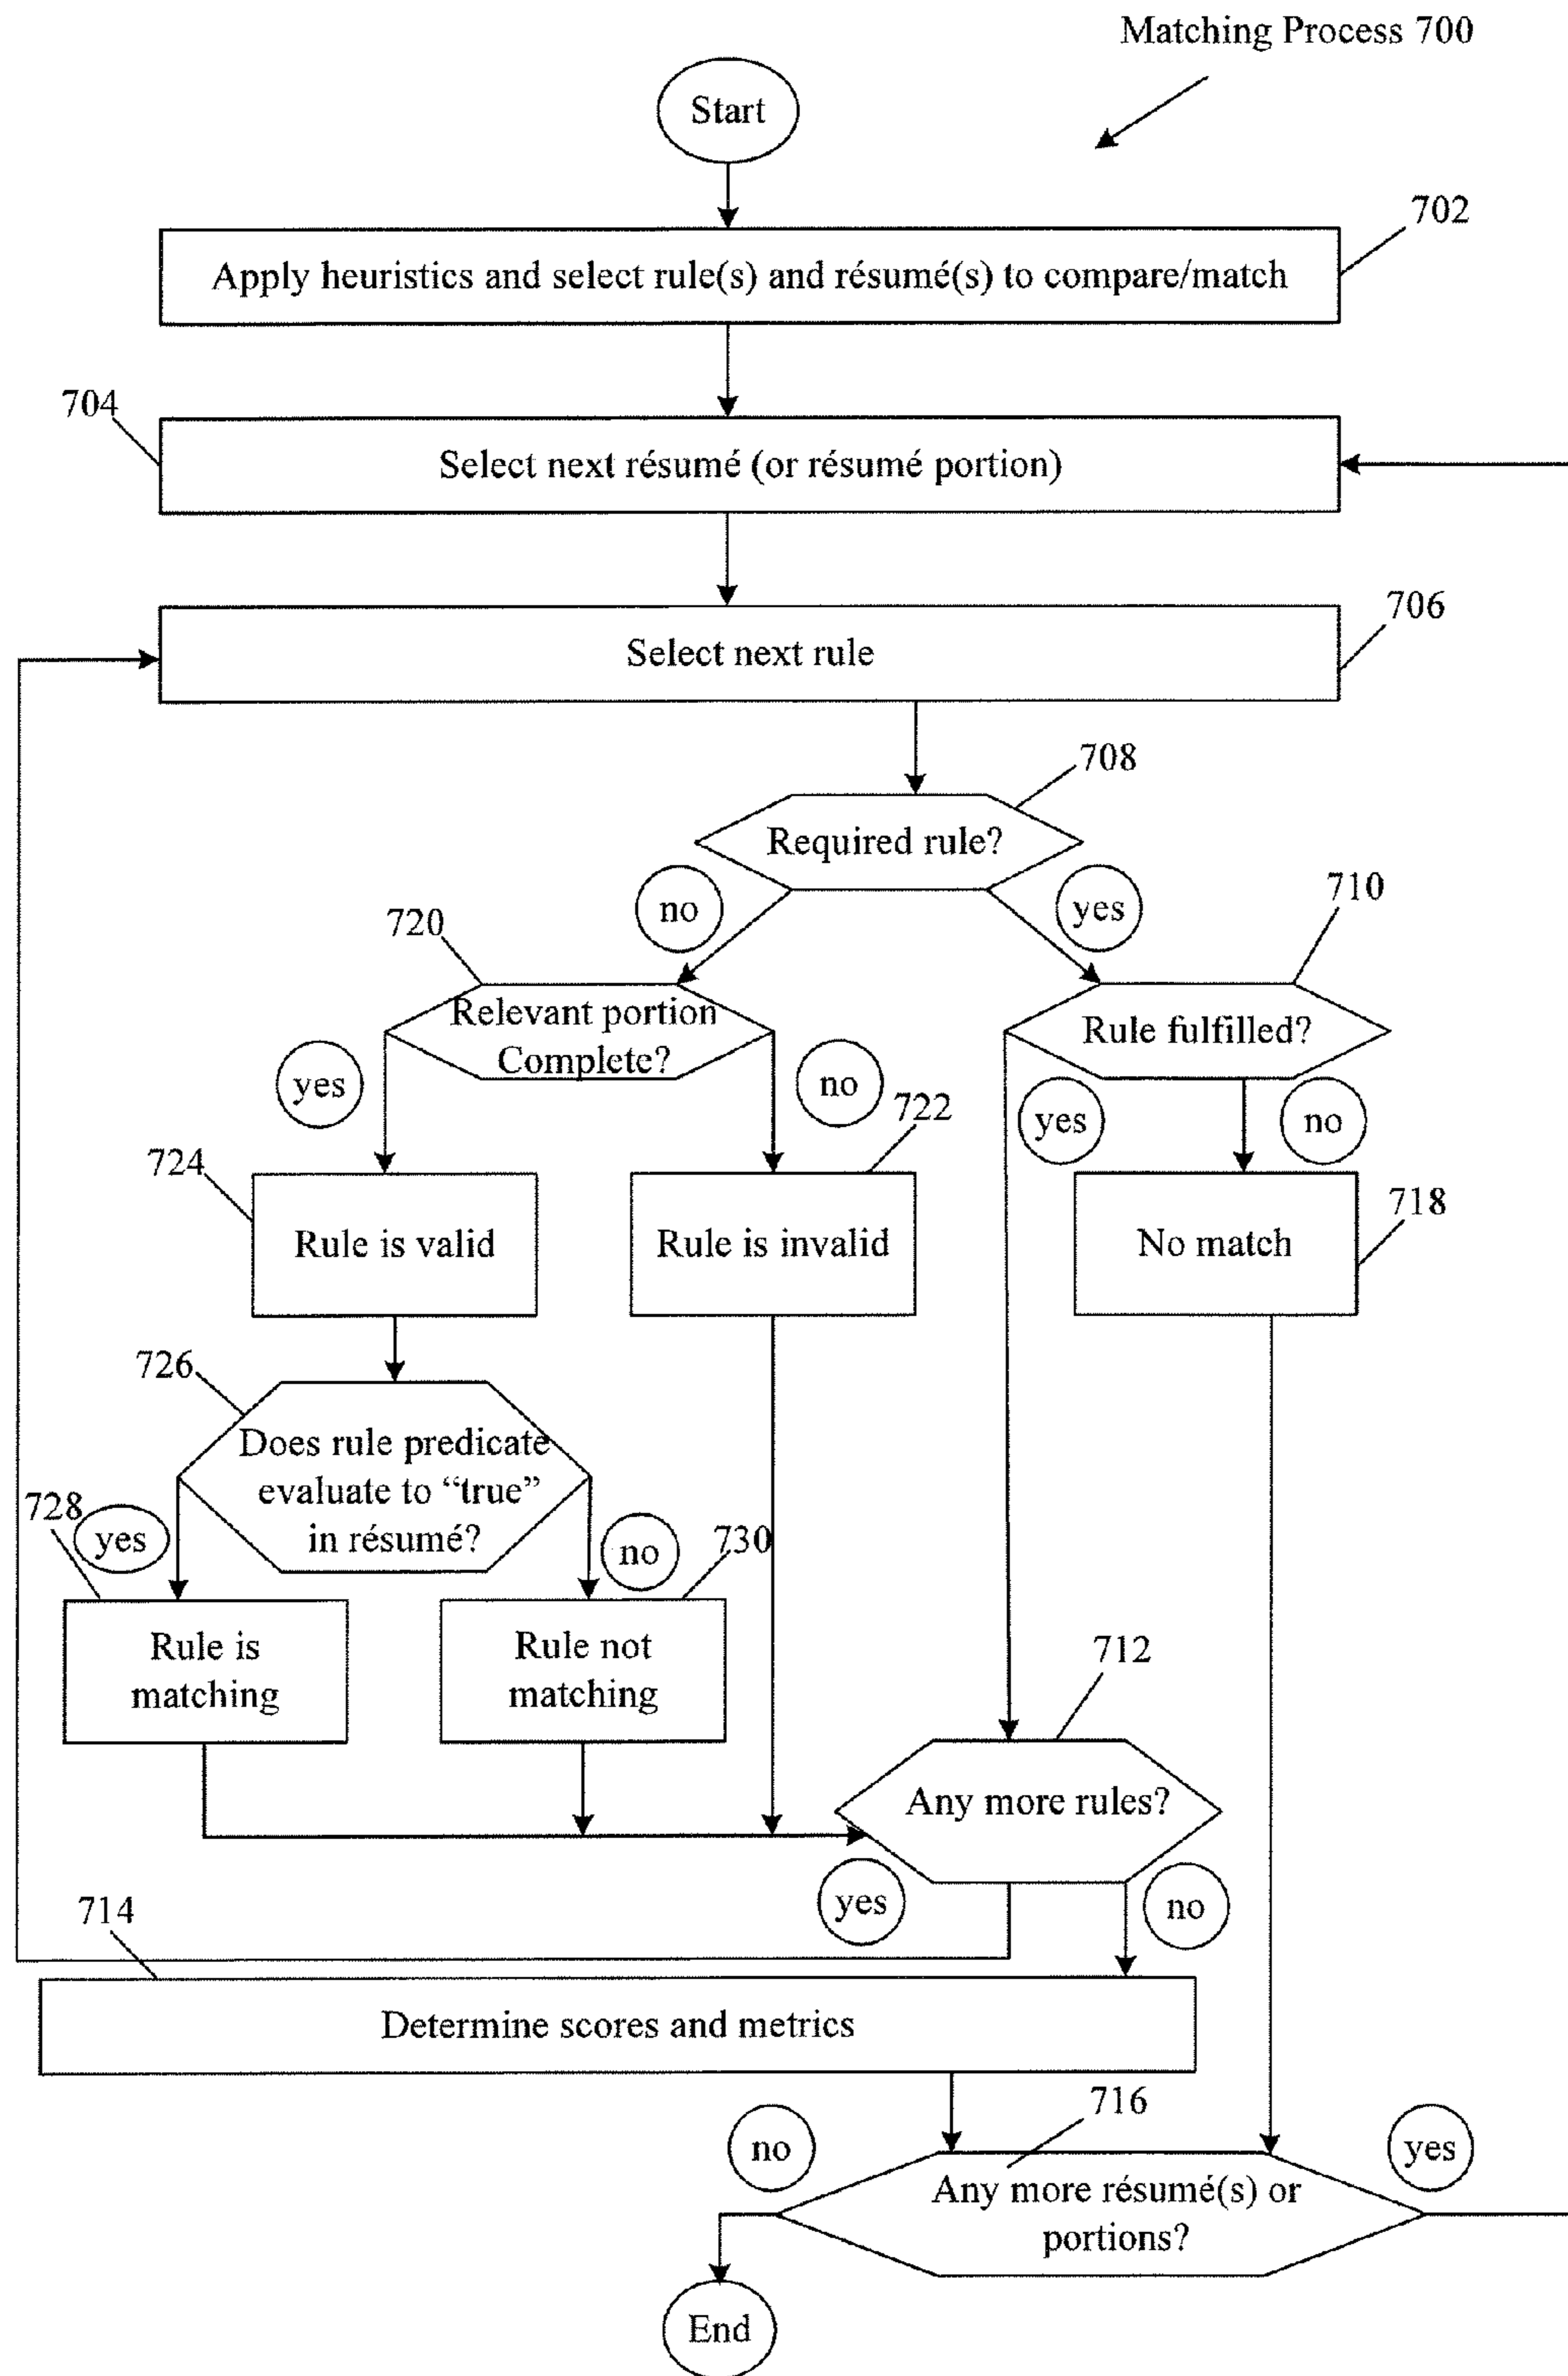 Matching Process 700
Start
702
Apply heuristics and select rule(s) and résumé(s) to compare/match
704
Select next résumé (or résumé portion)
706
Select next rule
708
Required rule?
no
yes
710
720
Relevant portion
Complete?
Rule fulfilled?
yes
no
722
yes
no
724
Rule is valid
Rule is invalid
No match
718
726
Does rule predicate
evaluate to “true”
in résumé?
728
yes
no
730
Rule is
matching
Rule not
matching
712
Any more rules?
yes
no
714
Determine scores and metrics
716
no
yes
Any more résumé(s) or
portions?
End